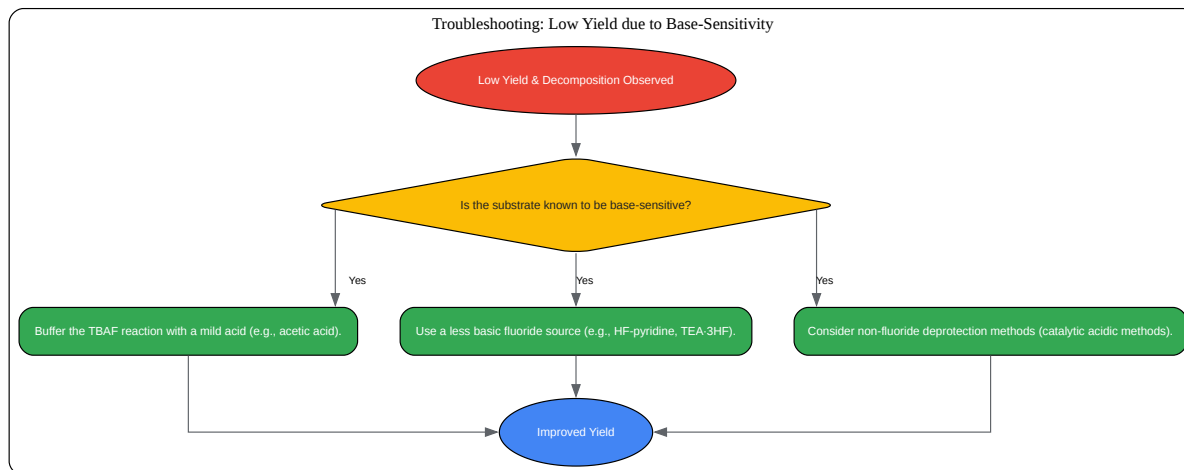 Troubleshooting: Low Yield due to Base-Sensitivity
Low Yield & Decomposition Observed
Is the substrate known to be base-sensitive?
Yes
Yes
Yes
Buffer the TBAF reaction with a mild acid (e.g., acetic acid).
Use a less basic fluoride source (e.g., HF-pyridine, TEA·3HF).
Consider non-fluoride deprotection methods (catalytic acidic methods).
Improved Yield